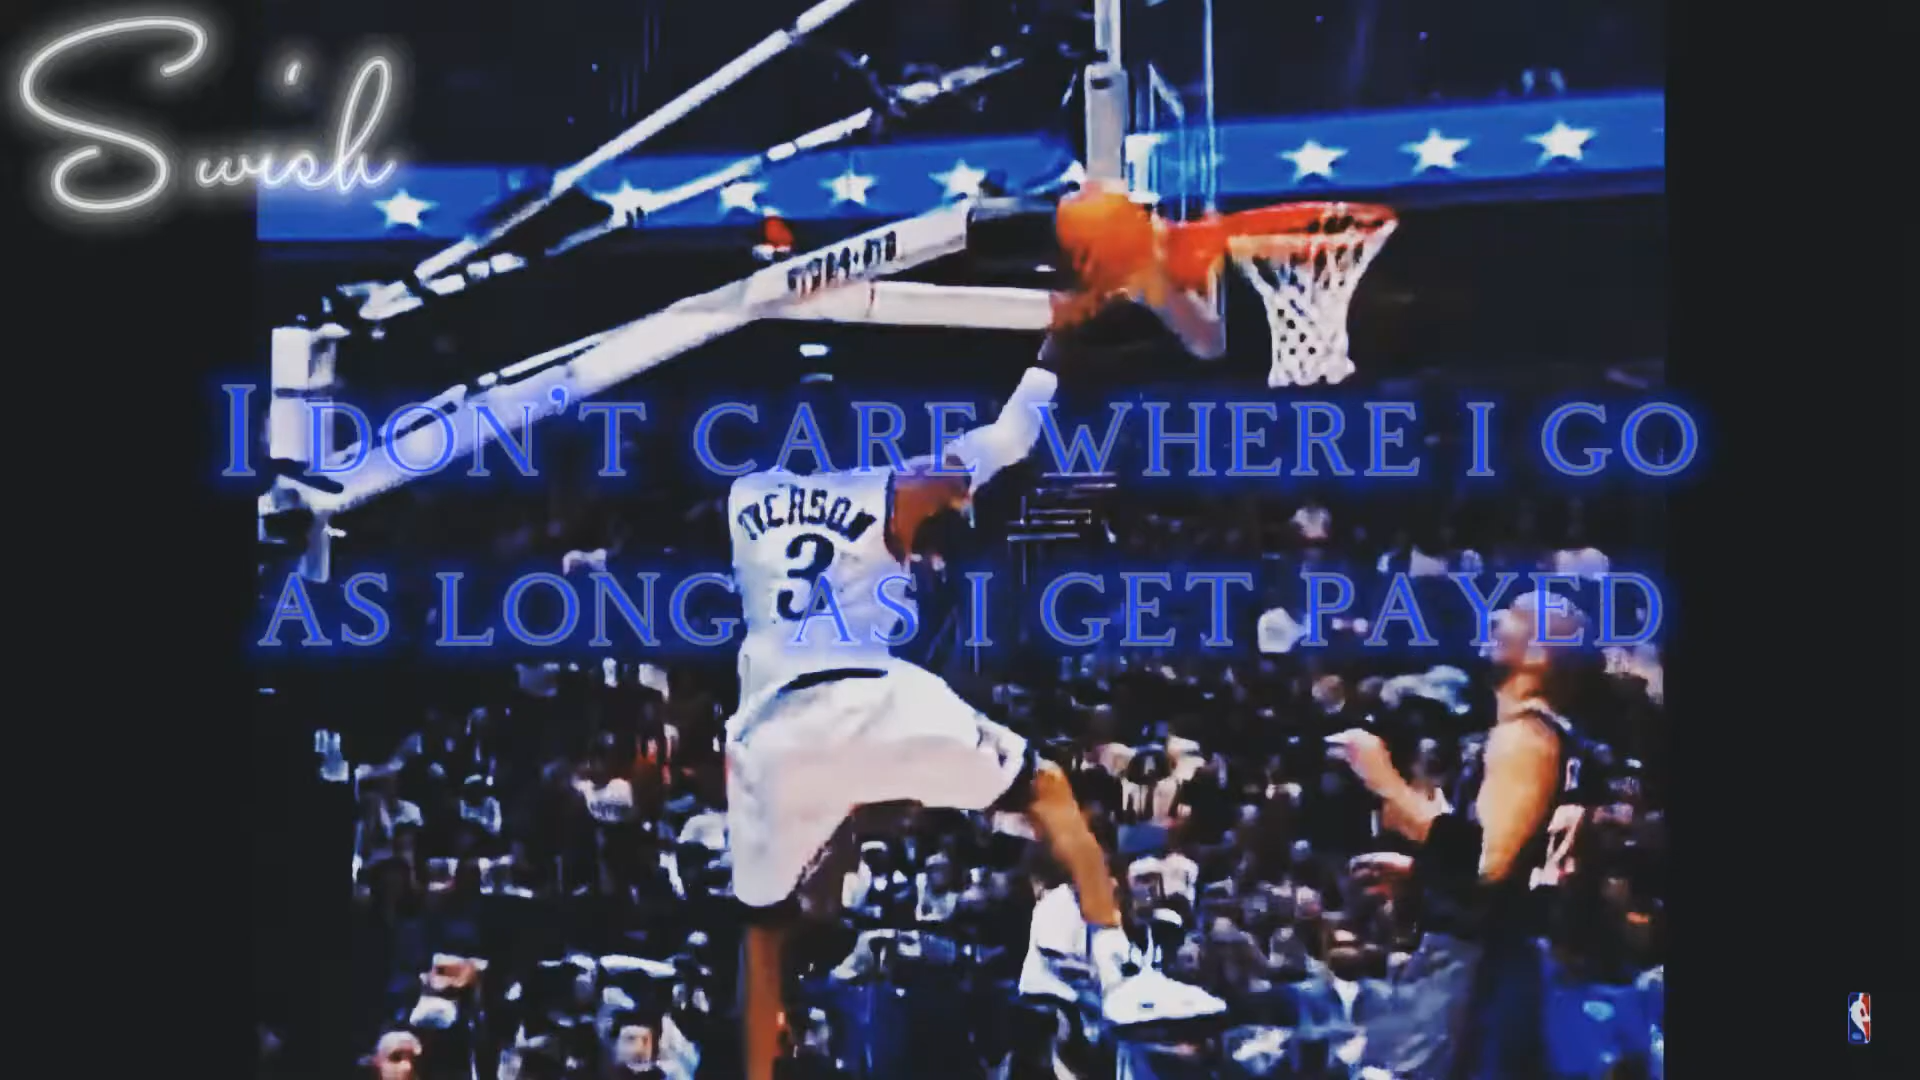 Swish
I DON'T CARE WHERE I GO
IVERSON
3
AS LONG AS I GET PAYED